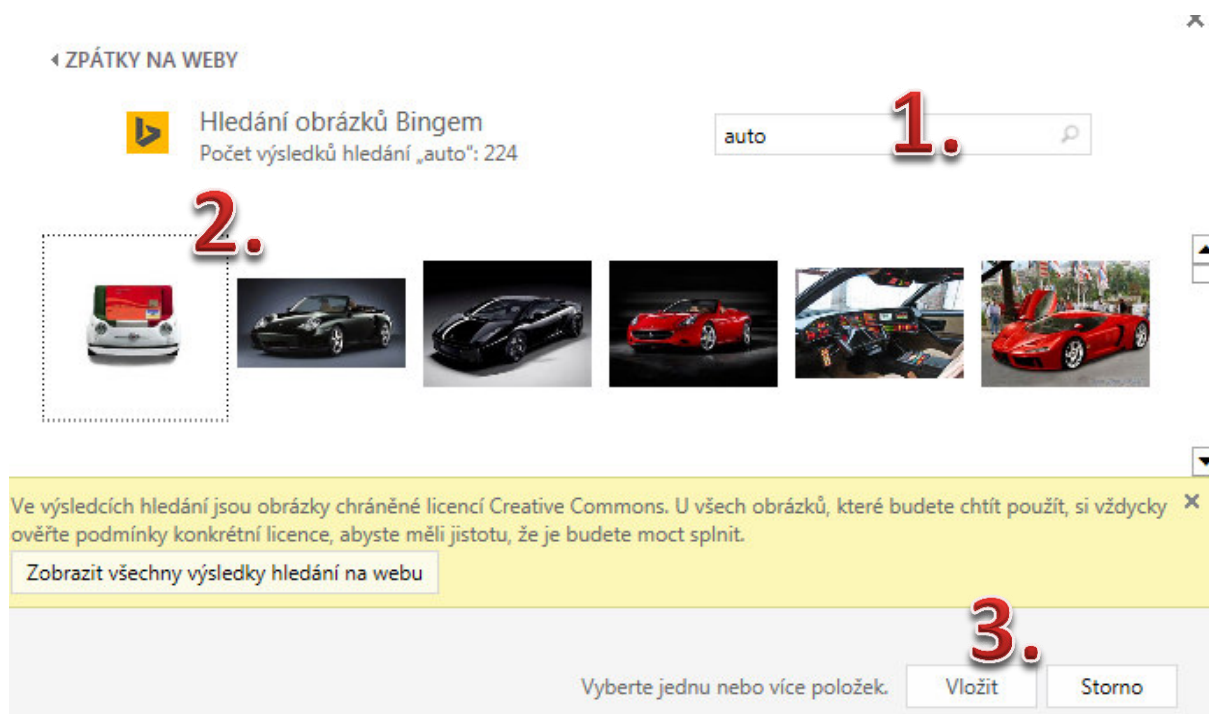 ZPÁTKY NA WEBY
Hledání obrázků Bingem
Počet výsledků hledání „auto“: 224
auto
1.
2.
Ve výsledcích hledání jsou obrázky chráněné licencí Creative Commons. U všech obrázků, které budete chtít použít, si vždycky
ověřte podmínky konkrétní licence, abyste měli jistotu, že je budete moct splnit.
Zobrazit všechny výsledky hledání na webu
3.
Vyberte jednu nebo více položek.
Vložit
Storno